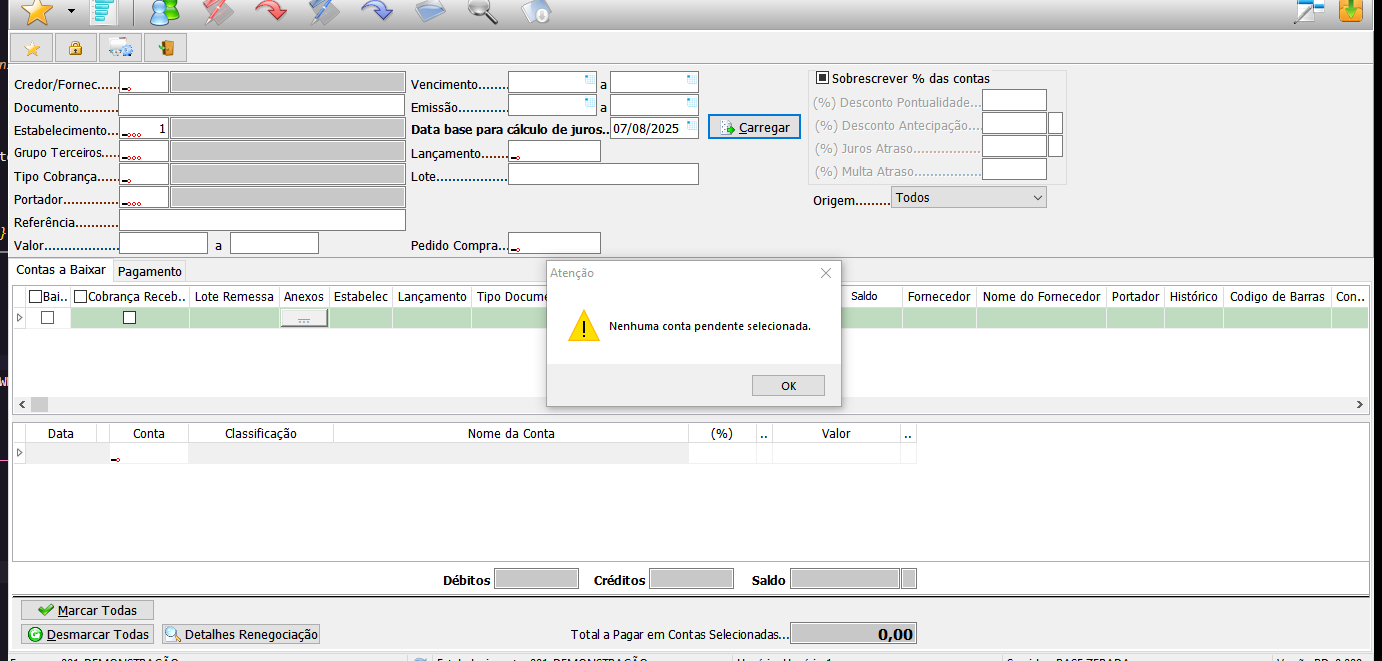 Credor/Fornec......
Vencimento.......
a
Sobrescrever % das contas
Documento..........
Emissão............
a
(%) Desconto Pontualidade...
Estabelecimento...
1
Data base para cálculo de juros..
07/08/2025
Carregar
(%) Desconto Antecipação....
Grupo Terceiros....
Lançamento.......
(%) Juros Atraso.................
Tipo Cobrança......
Lote..................
(%) Multa Atraso.................
Portador..............
Origem.........
Todos
Referência...........
Valor...................
a
Pedido Compra...
Contas a Baixar
Pagamento
Bai..
Cobrança Receb..
Lote Remessa
Anexos
Estabelec
Lançamento
Tipo Docume
Saldo
Fornecedor
Nome do Fornecedor
Portador
Histórico
Codigo de Barras
Con..
Atenção
Nenhuma conta pendente selecionada.
OK
Data
Conta
Classificação
Nome da Conta
(%)
..
Valor
..
Débitos
Créditos
Saldo
Marcar Todas
Desmarcar Todas
Detalhes Renegociação
Total a Pagar em Contas Selecionadas...
0,00